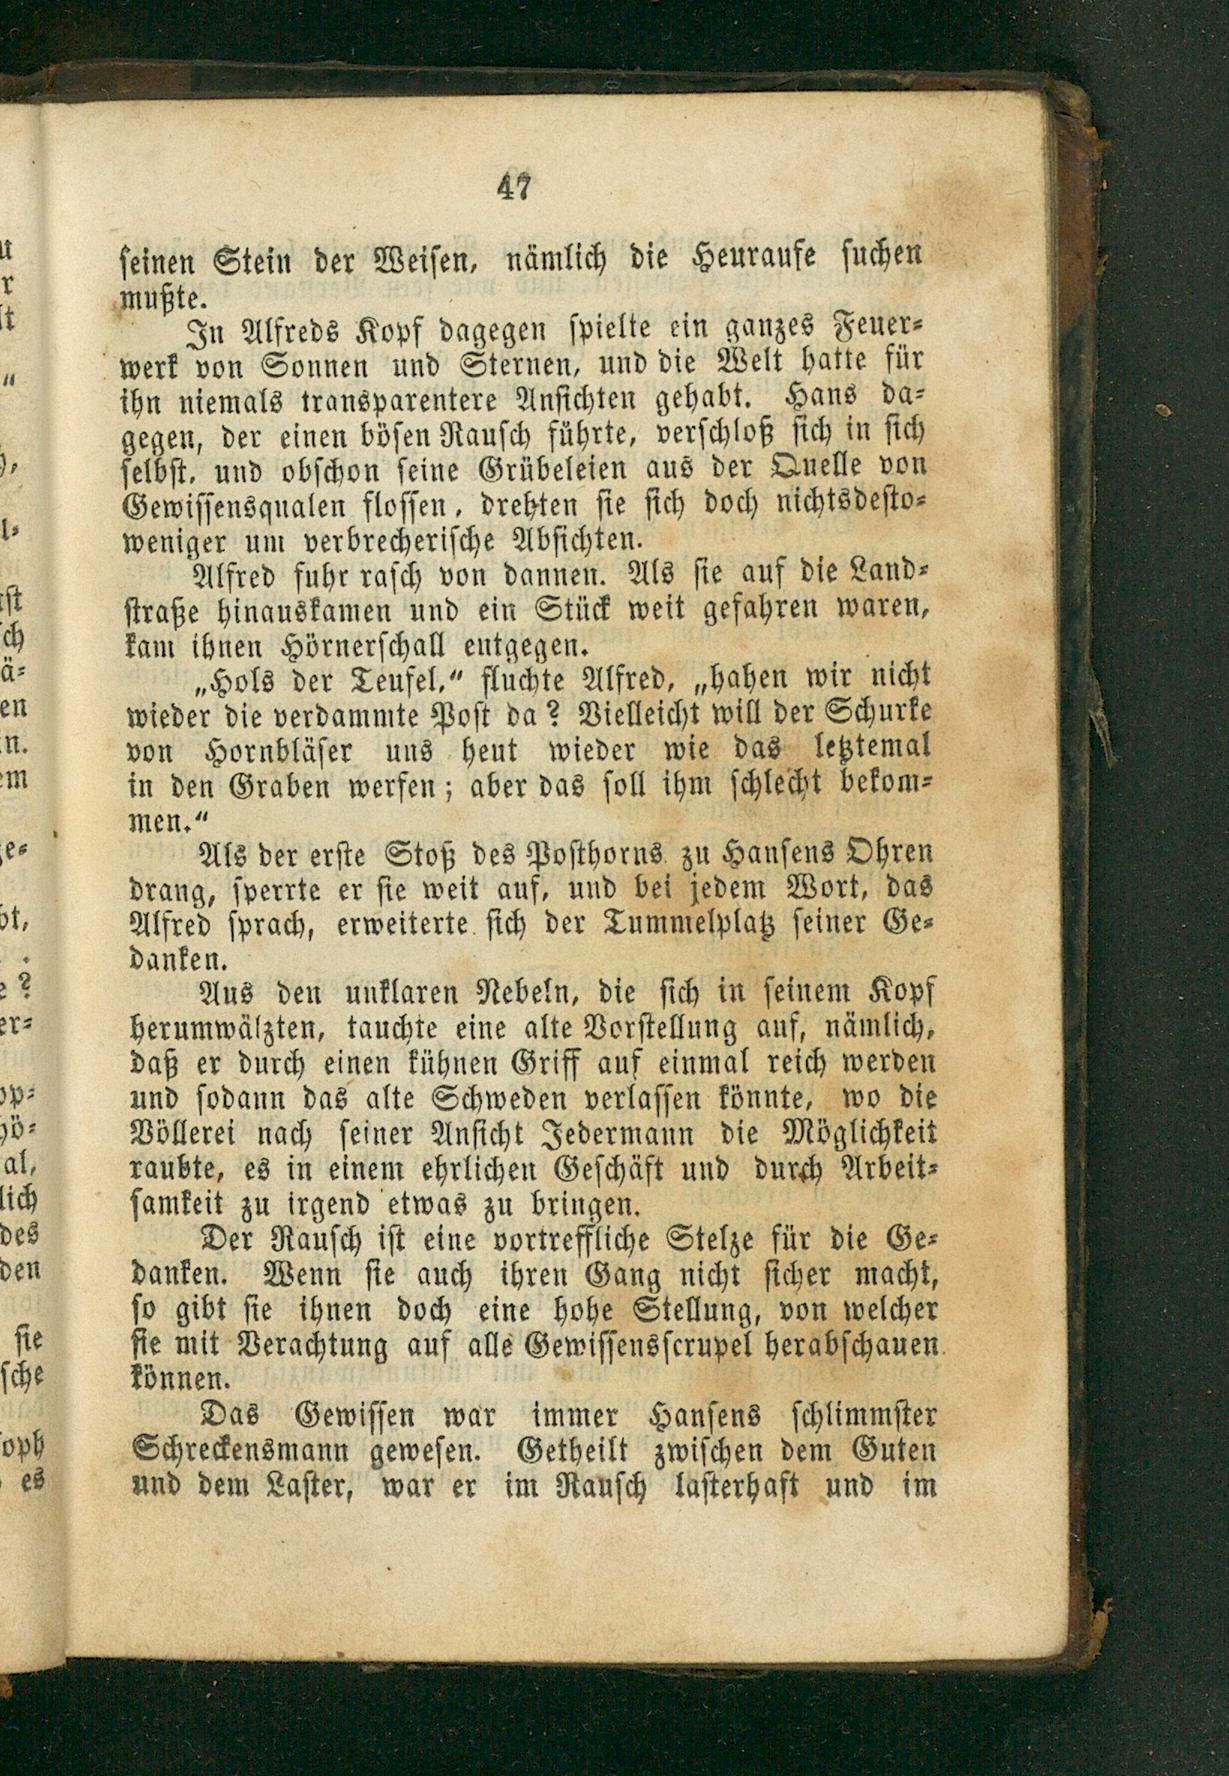 47
seinen Stein der Weisen, nämlich die Heuraufe suchen
mußte.
In Alfreds Kopf dagegen spielte ein ganzes Feuer-
werk von Sonnen und Sternen, und die Welt hatte für
ihn niemals transparentere Ansichten gehabt. Hans da-
gegen, der einen bösen Rausch führte, verschloß sich in sich
selbst, und obschon seine Grübeleien aus der Quelle von
Gewissensqualen flossen, drehten sie sich doch nichtsdesto-
weniger um verbrecherische Absichten.
Alfred fuhr rasch von dannen. Als sie auf die Land-
straße hinauskamen und ein Stück weit gefahren waren,
kam ihnen Hörnerschall entgegen.
„Hols der Teufel,“ fluchte Alfred, „haben wir nicht
wieder die verdammte Post da? Vielleicht will der Schurke
von Hornbläser uns heut wieder wie das letztemal
in den Graben werfen; aber das soll ihm schlecht bekom-
men.“
Als der erste Stoß des Posthorns zu Hansens Ohren
drang, sperrte er sie weit auf, und bei jedem Wort, das
Alfred sprach, erweiterte sich der Tummelplatz seiner Ge-
danken.
Aus den unklaren Nebeln, die sich in seinem Kopf
herumwälzten, tauchte eine alte Vorstellung auf, nämlich,
daß er durch einen kühnen Griff auf einmal reich werden
und sodann das alte Schweden verlassen könnte, wo die
Völlerei nach seiner Ansicht Jedermann die Möglichkeit
raubte, es in einem ehrlichen Geschäft und durch Arbeit-
samkeit zu irgend etwas zu bringen.
Der Rausch ist eine vortreffliche Stelze für die Ge-
danken. Wenn sie auch ihren Gang nicht sicher macht,
so gibt sie ihnen doch eine hohe Stellung, von welcher
sie mit Verachtung auf alle Gewissensscrupel herabschauen
können.
Das Gewissen war immer Hansens schlimmster
Schreckensmann gewesen. Getheilt zwischen dem Guten
und dem Laster, war er im Rausch lasterhaft und im